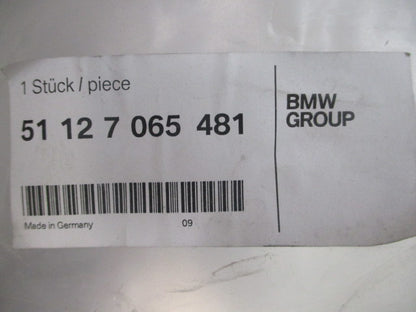 1 Stück / piece
51 12 7 065 481
BMW
GROUP
Made in Germany 09